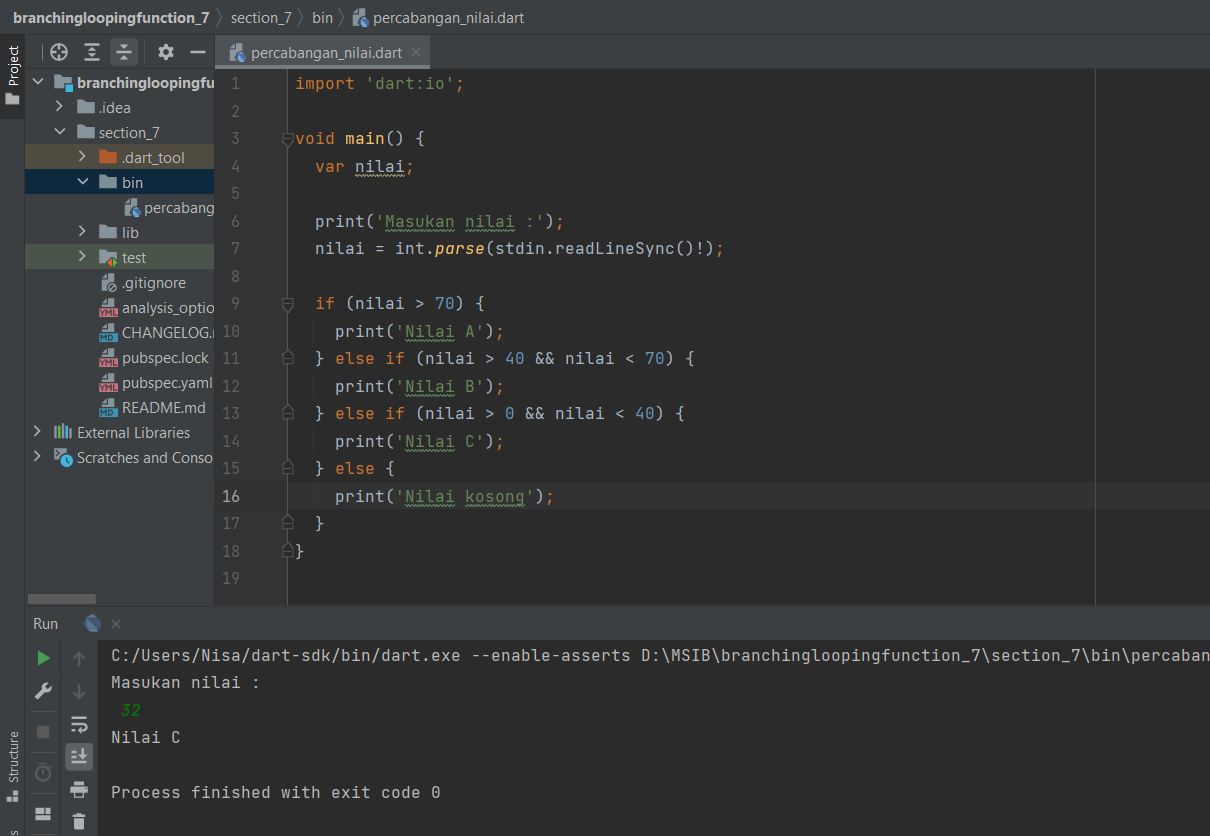 branchingloopingfunction_7 section_7 bin percabangan_nilai.dart
Project
percabangan_nilai.dart
branchingloopingfu
.idea
section_7
.dart_tool
bin
percabang
lib
test
.gitignore
analysis_optio
CHANGELOG.
pubspec.lock
pubspec.yaml
README.md
External Libraries
Scratches and Conso
1 import 'dart:io';
2
3 void main() {
4 var nilai;
5
6 print('Masukan nilai :');
7 nilai = int.parse(stdin.readLineSync()!);
8
9 if (nilai > 70) {
10 print('Nilai A');
11 } else if (nilai > 40 && nilai < 70) {
12 print('Nilai B');
13 } else if (nilai > 0 && nilai < 40) {
14 print('Nilai C');
15 } else {
16 print('Nilai kosong');
17 }
18 }
19
Run
C:/Users/Nisa/dart-sdk/bin/dart.exe --enable-asserts D:\MSIB\branchingloopingfunction_7\section_7\bin\percaban
Masukan nilai :
32
Nilai C
Process finished with exit code 0
Structure